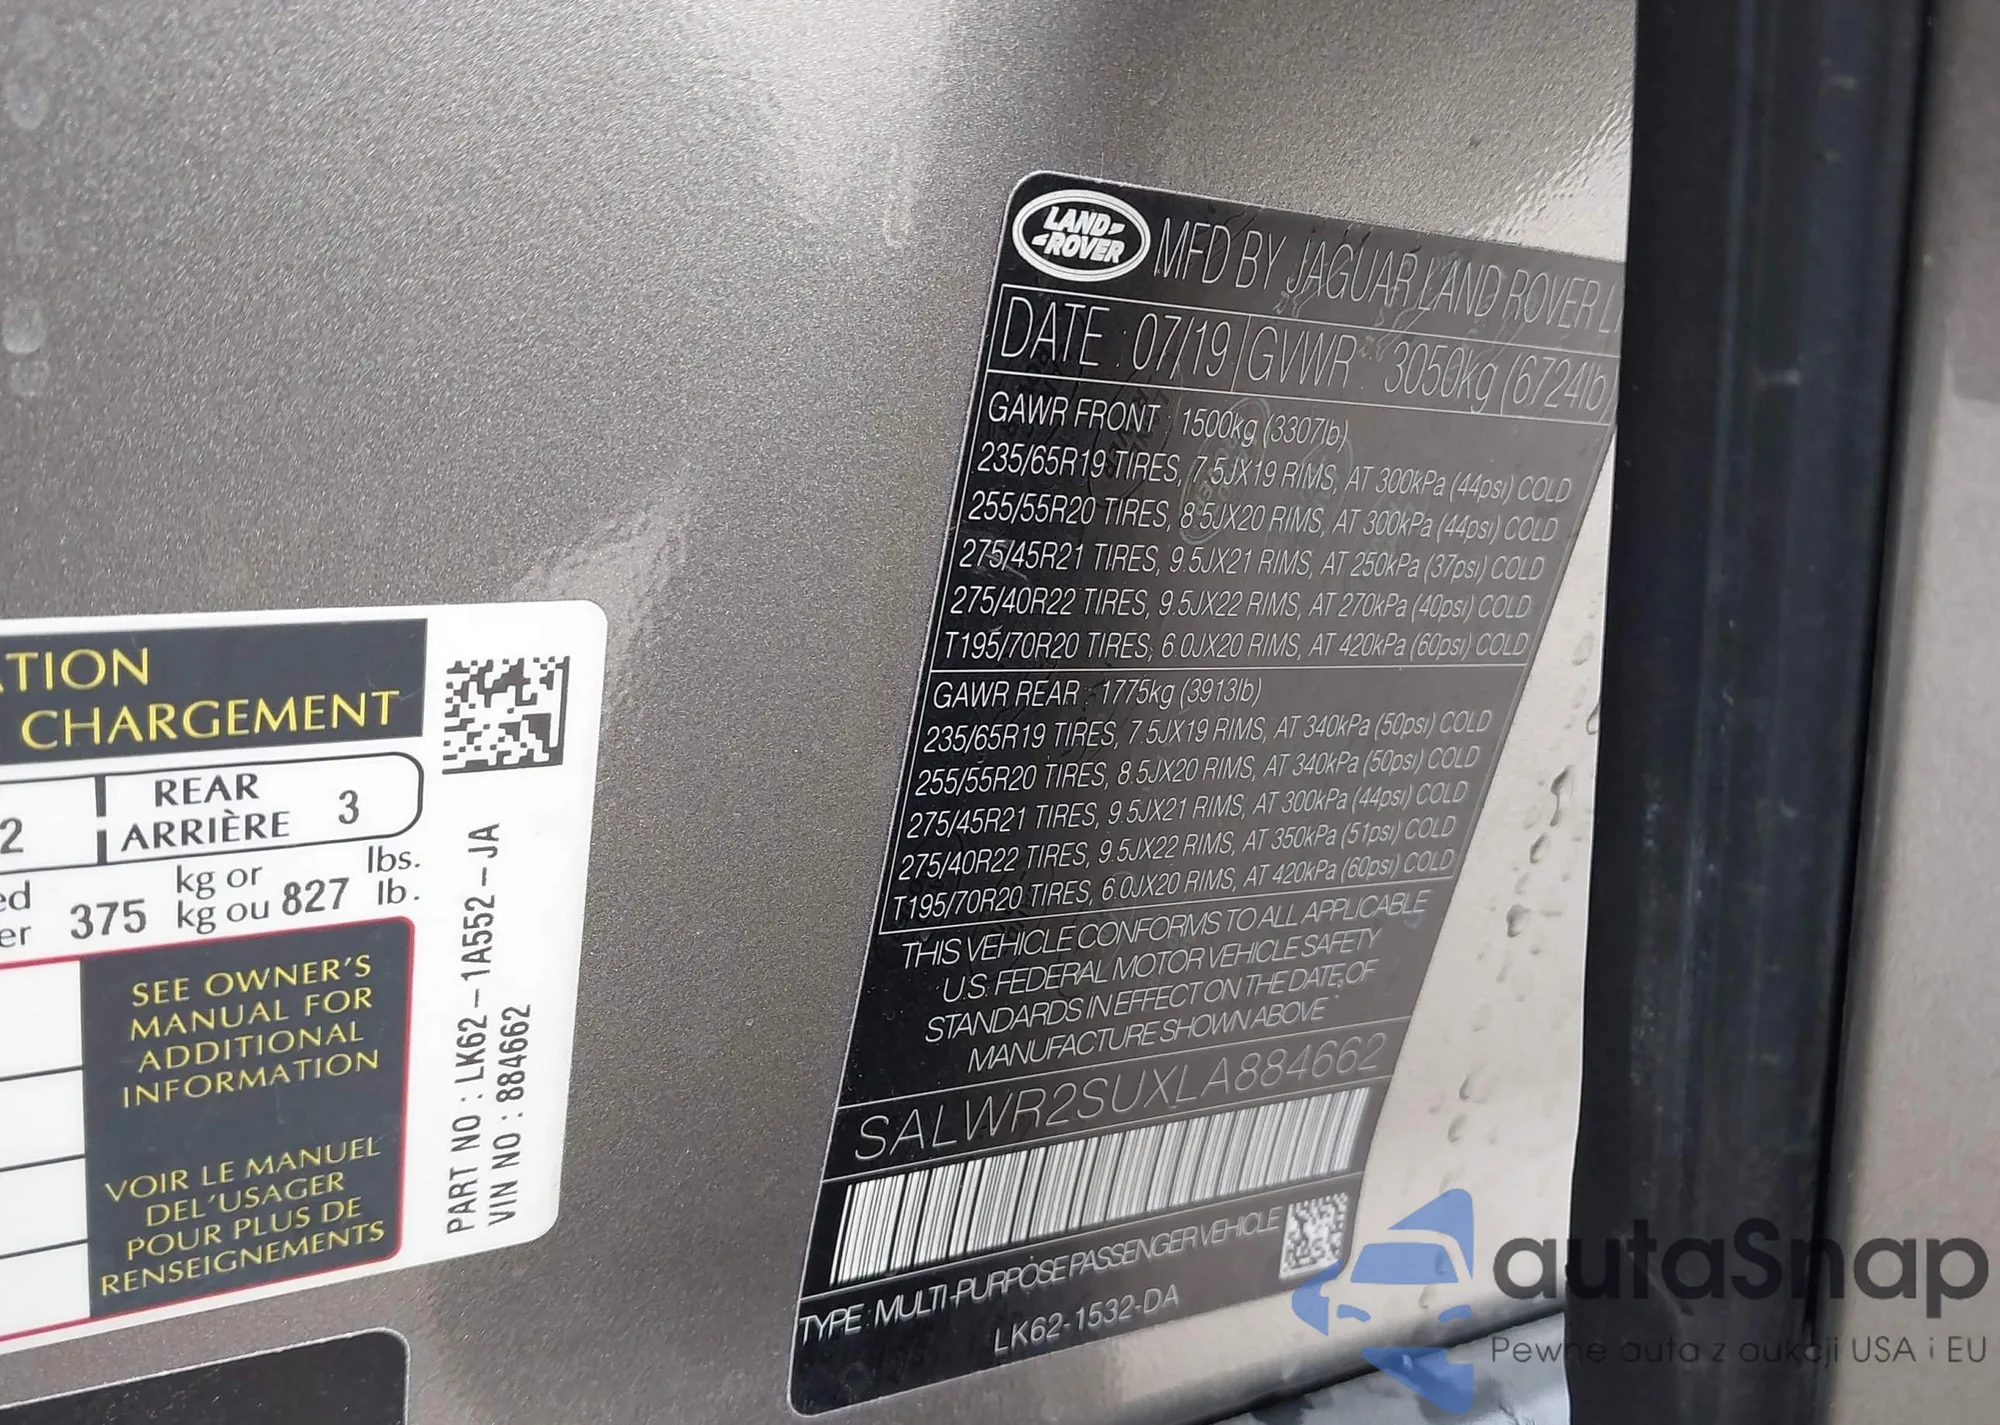 ATION
CHARGEMENT
2
REAR
ARRIÈRE 3
ed 375 kg or 827 lbs.
er kg ou lb.
SEE OWNER'S
MANUAL FOR
ADDITIONAL
INFORMATION
VOIR LE MANUEL
DEL'USAGER
POUR PLUS DE
RENSEIGNEMENTS
PART NO : LK62-1A552-JA
VIN NO : 884662
LAND
ROVER
MFD BY JAGUAR LAND ROVER LI
DATE : 07/19 GVWR : 3050kg (6724lb)
GAWR FRONT : 1500kg (3307lb)
235/65R19 TIRES, 7.5JX19 RIMS, AT 300kPa (44psi) COLD
255/55R20 TIRES, 8.5JX20 RIMS, AT 300kPa (44psi) COLD
275/45R21 TIRES, 9.5JX21 RIMS, AT 250kPa (37psi) COLD
275/40R22 TIRES, 9.5JX22 RIMS, AT 270kPa (40psi) COLD
T195/70R20 TIRES, 6.0JX20 RIMS, AT 420kPa (60psi) COLD
GAWR REAR : 1775kg (3913lb)
235/65R19 TIRES, 7.5JX19 RIMS, AT 340kPa (50psi) COLD
255/55R20 TIRES, 8.5JX20 RIMS, AT 340kPa (50psi) COLD
275/45R21 TIRES, 9.5JX21 RIMS, AT 300kPa (44psi) COLD
275/40R22 TIRES, 9.5JX22 RIMS, AT 350kPa (51psi) COLD
T195/70R20 TIRES, 6.0JX20 RIMS, AT 420kPa (60psi) COLD
THIS VEHICLE CONFORMS TO ALL APPLICABLE
U.S. FEDERAL MOTOR VEHICLE SAFETY
STANDARDS IN EFFECT ON THE DATE OF
MANUFACTURE SHOWN ABOVE
SALWR2SUXLA884662
TYPE : MULTI-PURPOSE PASSENGER VEHICLE
LK62-1532-DA
autaSnap
Pewne auta z aukcji USA i EU